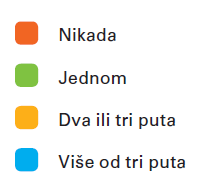 Nikada
Jednom
Dva ili tri puta
Više od tri puta